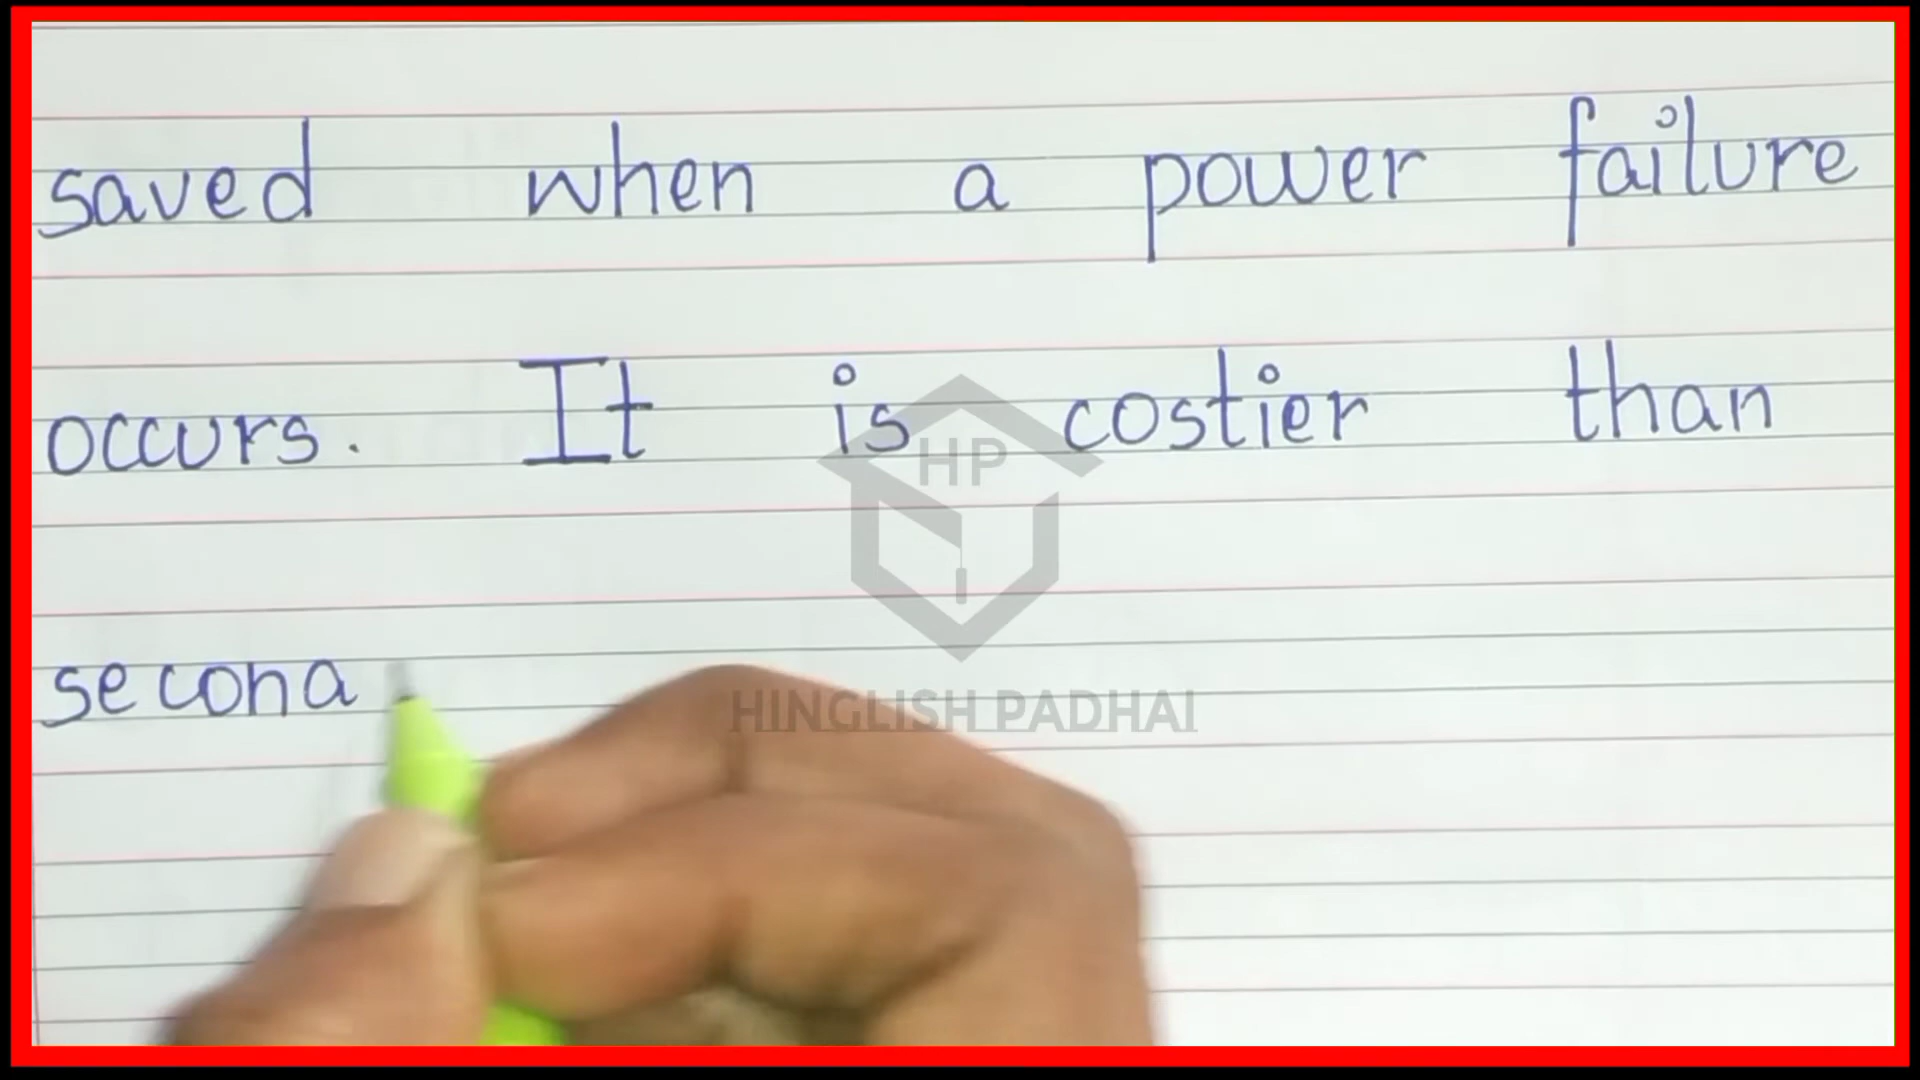 saved when a power failure
occurs. It is costier than
HP
secona
HINGLISH PADHAI